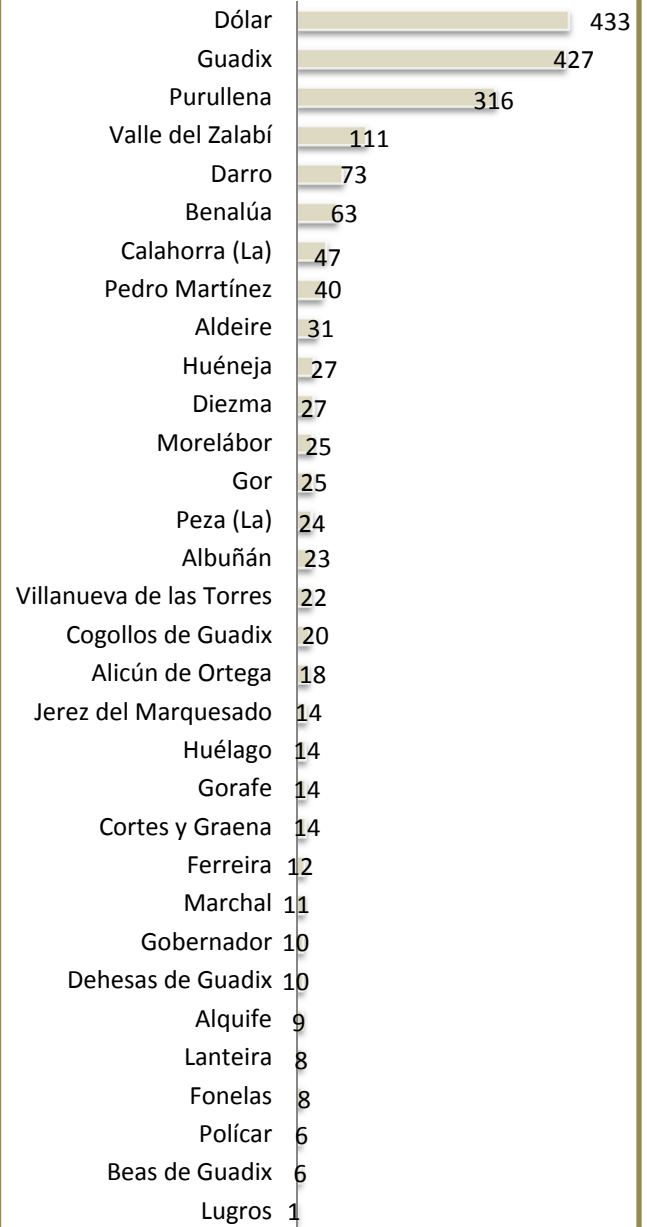 Dólar 433
Guadix 427
Purullena 316
Valle del Zalabí 111
Darro 73
Benalúa 63
Calahorra (La) 47
Pedro Martínez 40
Aldeire 31
Huéneja 27
Diezma 27
Morelábor 25
Gor 25
Peza (La) 24
Albuñán 23
Villanueva de las Torres 22
Cogollos de Guadix 20
Alicún de Ortega 18
Jerez del Marquesado 14
Huélago 14
Gorafe 14
Cortes y Graena 14
Ferreira 12
Marchal 11
Gobernador 10
Dehesas de Guadix 10
Alquife 9
Lanteira 8
Fonelas 8
Polícar 6
Beas de Guadix 6
Lugros 1